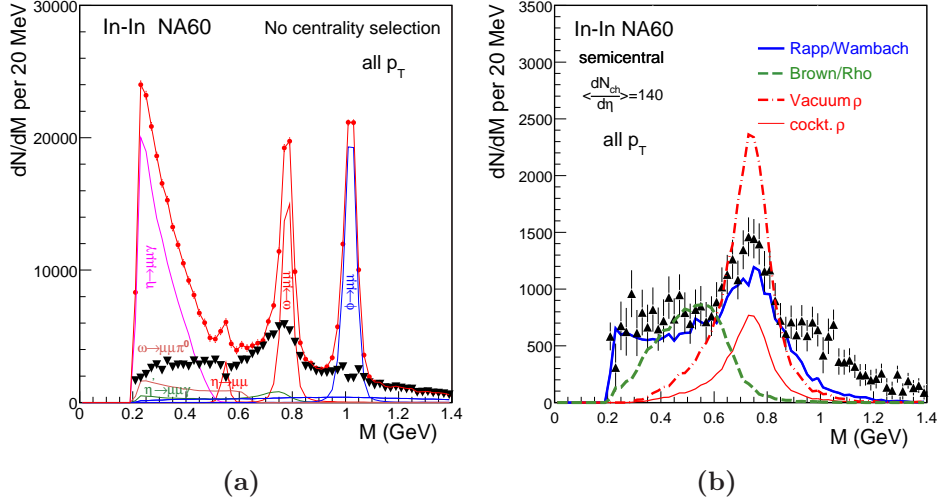 In-In NA60
No centrality selection
all p_T
dN/dM per 20 MeV
30000
20000
10000
0
η→μμγ
ω→μμ
ϕ→μμ
ω→μμπ⁰
η→μμ
0 0.2 0.4 0.6 0.8 1 1.2 1.4
M (GeV)
(a)
In-In NA60
semicentral
<dN_ch/dη>=140
all p_T
Rapp/Wambach
Brown/Rho
Vacuum ρ
cockt. ρ
dN/dM per 20 MeV
3500
3000
2500
2000
1500
1000
500
0
0 0.2 0.4 0.6 0.8 1 1.2 1.4
M (GeV)
(b)